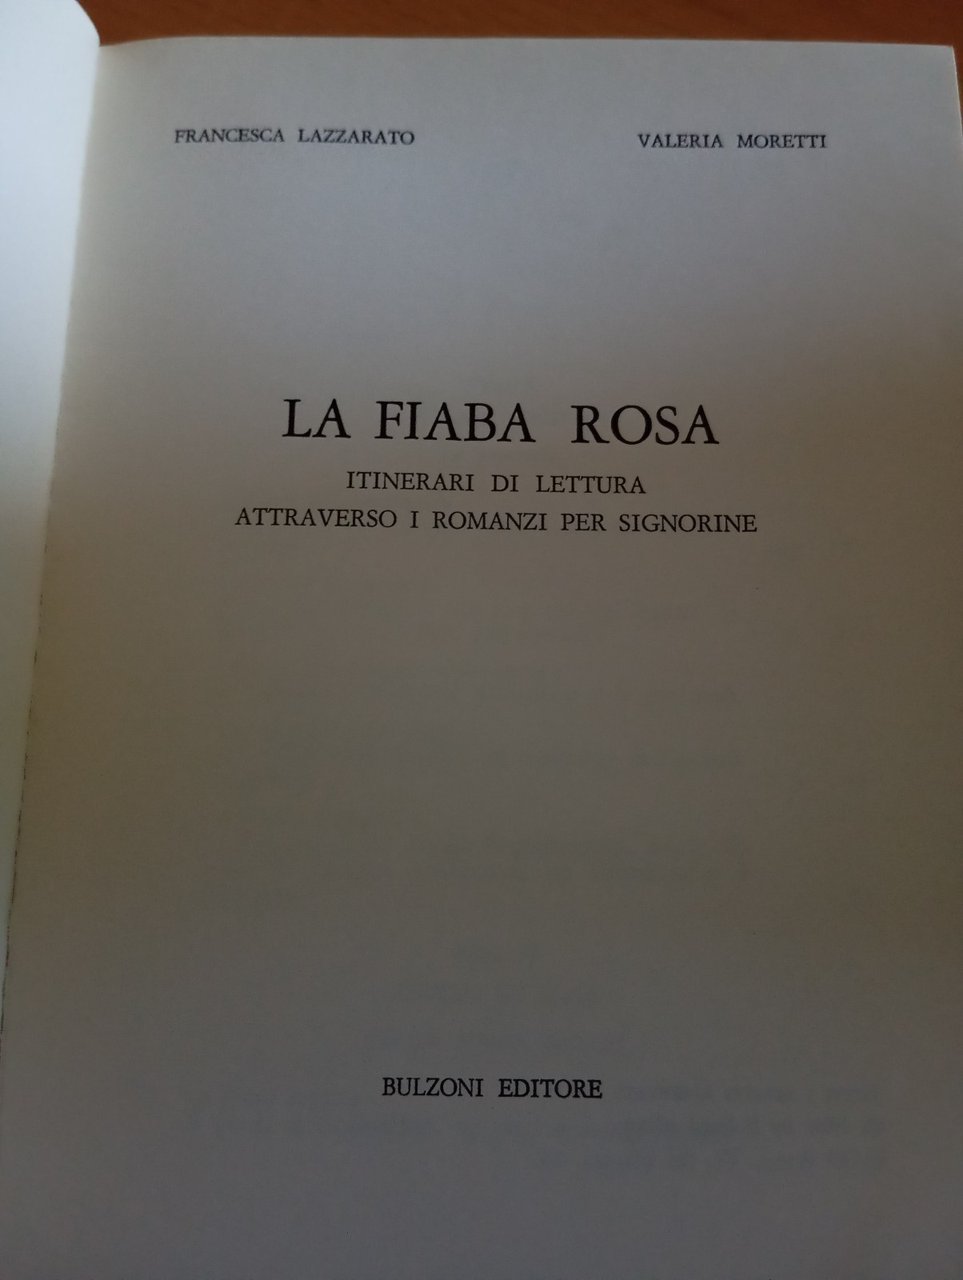 FRANCESCA LAZZARATO
VALERIA MORETTI
LA FIABA ROSA
ITINERARI DI LETTURA
ATTRAVERSO I ROMANZI PER SIGNORINE
BULZONI EDITORE